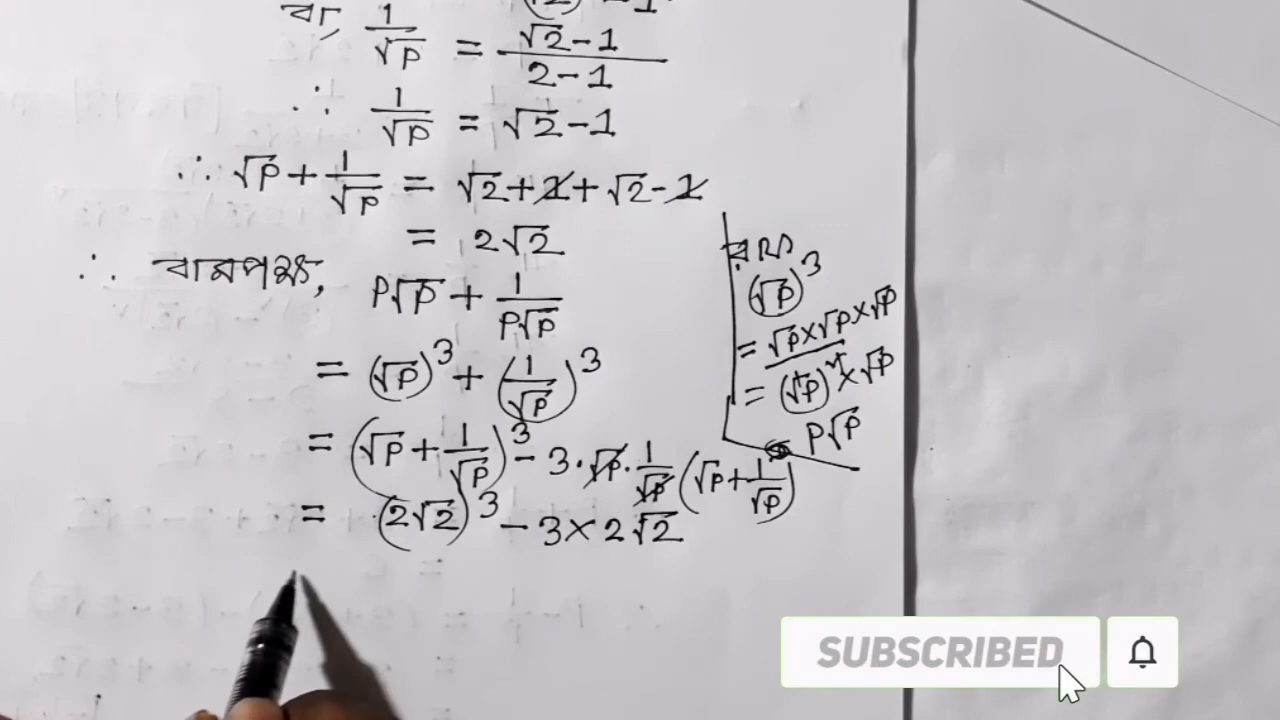 বা, 1/√P = (√2 - 1)/(2 - 1)
∴ 1/√P = √2 - 1
∴ √P + 1/√P = √2 + 1 + √2 - 1
= 2√2
∴ বামপক্ষ, P√P + 1/(P√P)
= (√P)³ + (1/√P)³
= (√P + 1/√P)³ - 3 · √P · 1/√P (√P + 1/√P)
= (2√2)³ - 3 × 2√2
(√P)³
= √P × √P × √P
= (√P)² × √P
P√P
SUBSCRIBED